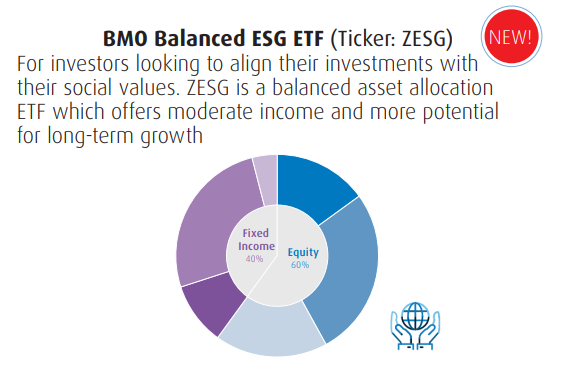 BMO Balanced ESG ETF (Ticker: ZESG)
NEW!
For investors looking to align their investments with
their social values. ZESG is a balanced asset allocation
ETF which offers moderate income and more potential
for long-term growth
Fixed
Income
40%
Equity
60%